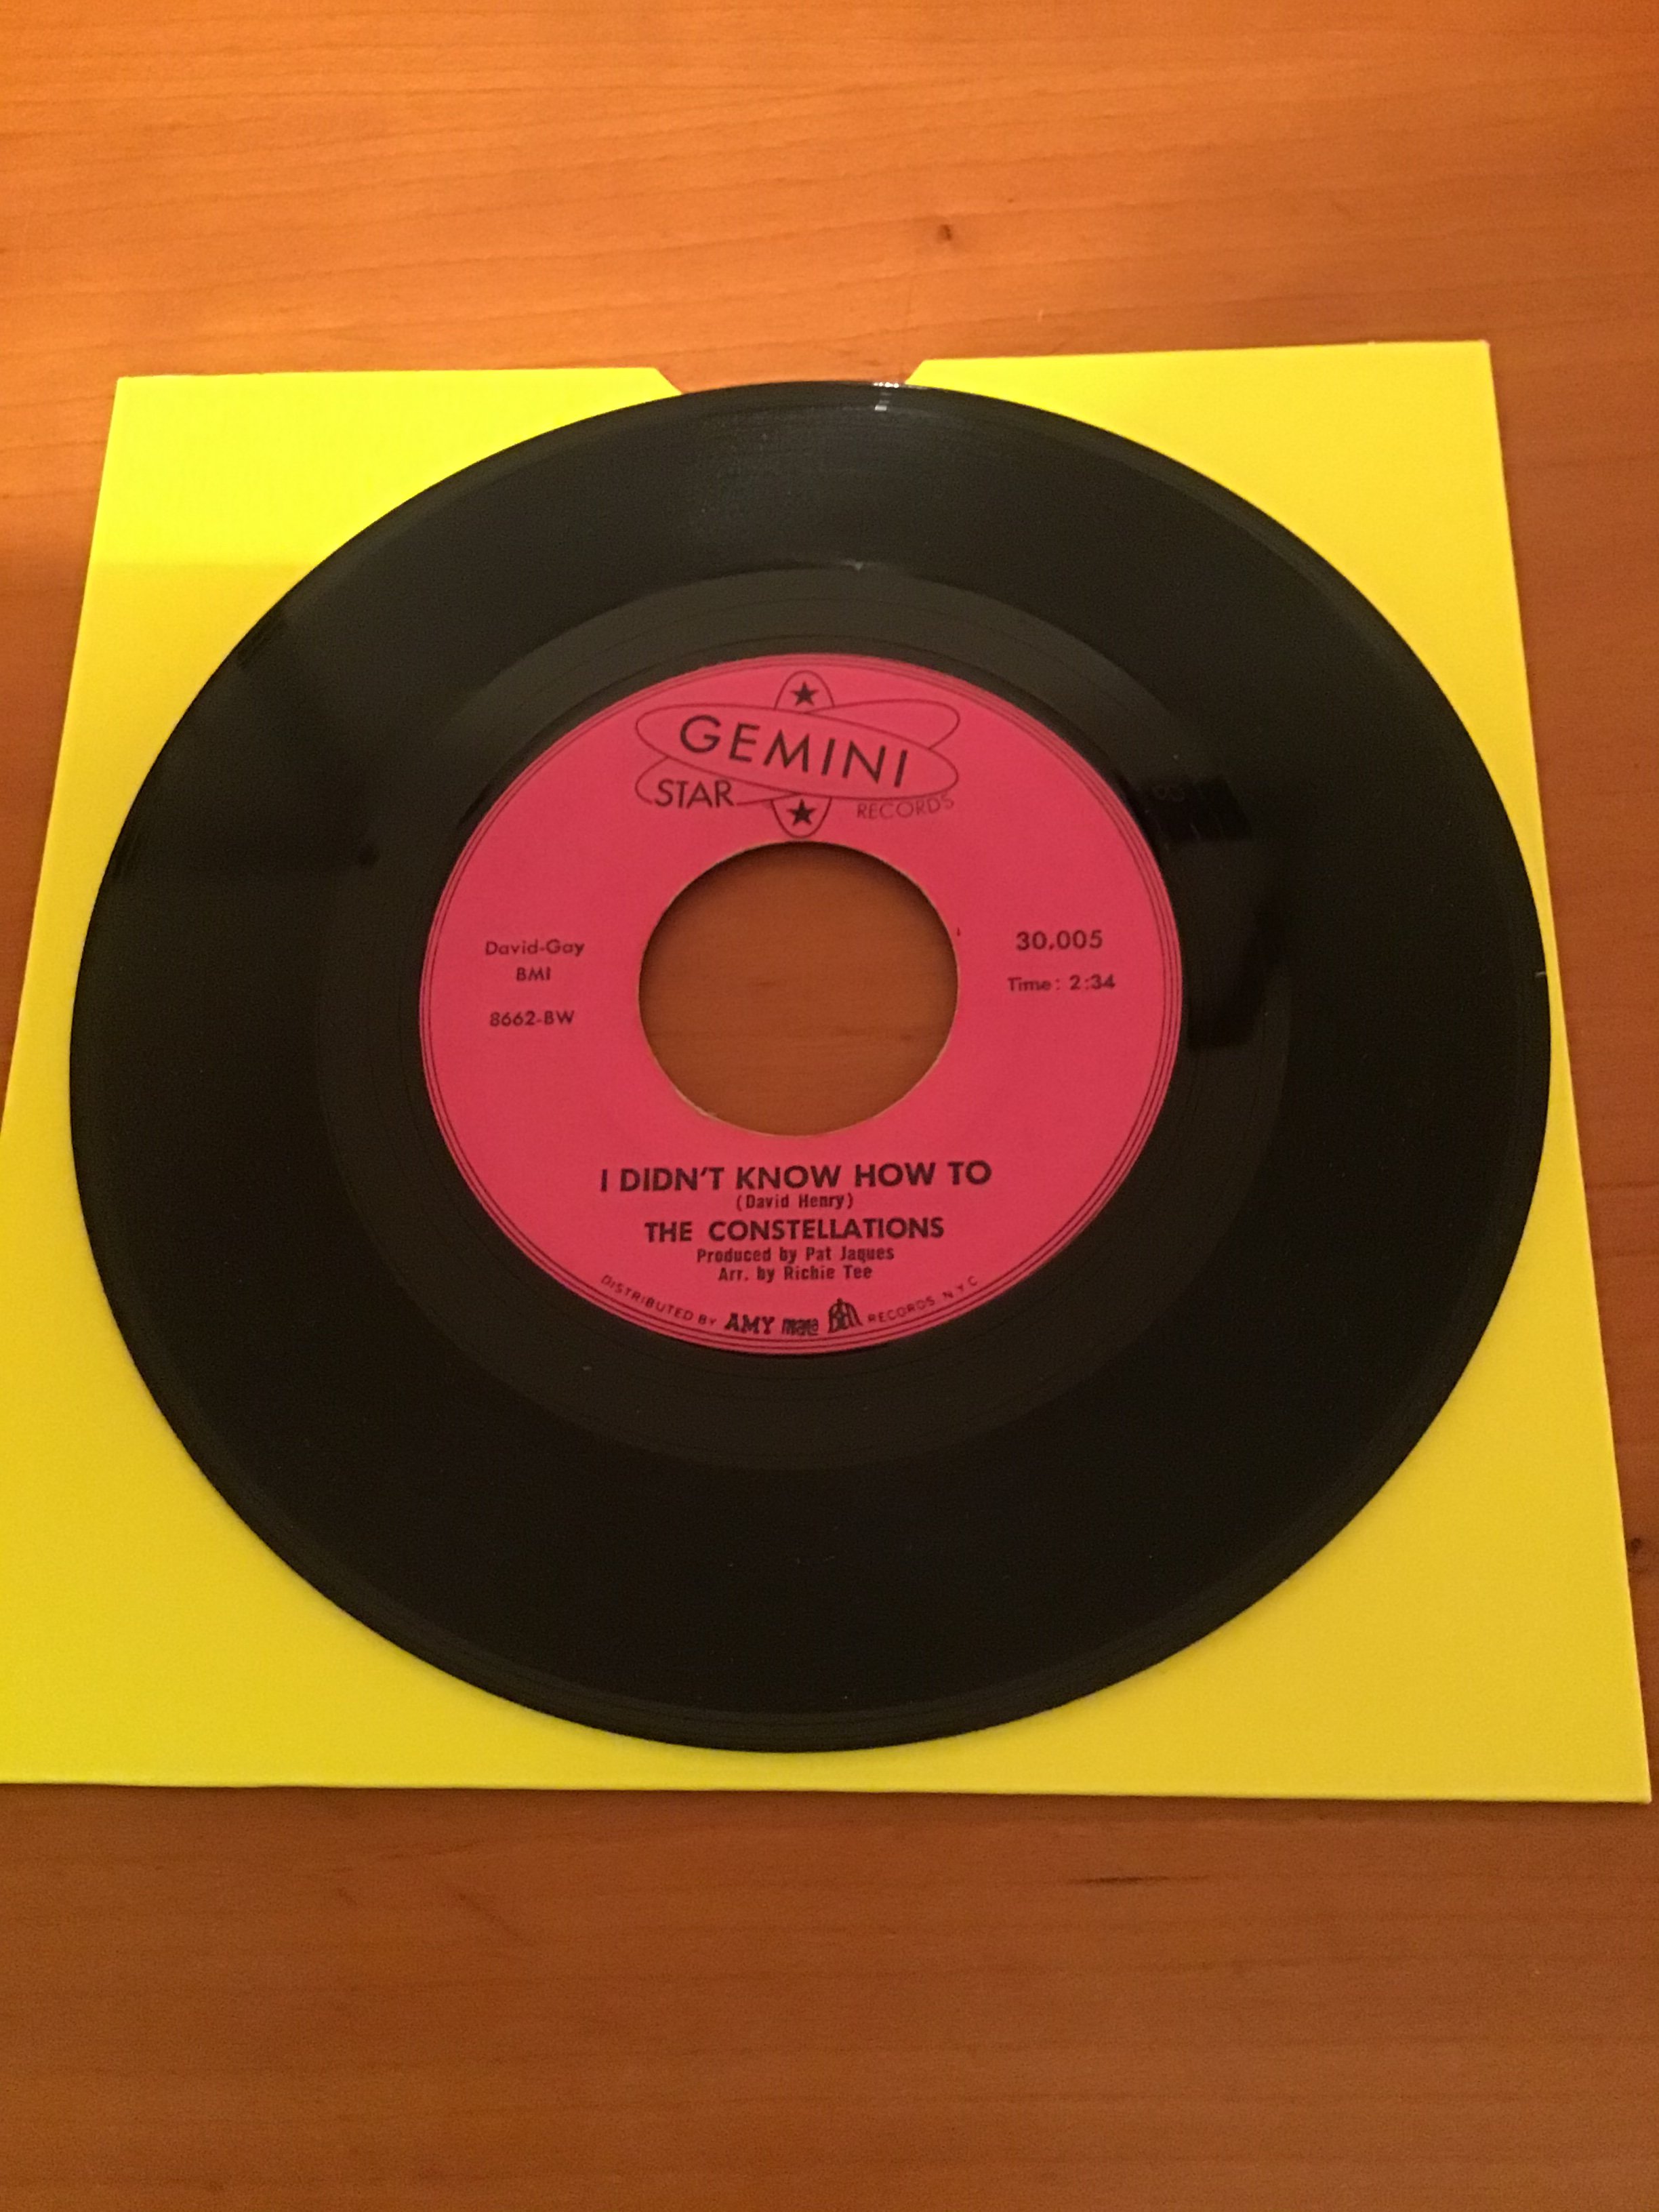 GEMINI
STAR
RECORDS
David-Gay
BMI
8662-BW
30,005
Time: 2:34
I DIDN'T KNOW HOW TO
(David Henry)
THE CONSTELLATIONS
Produced by Pat Jaques
Arr. by Richie Tee
DISTRIBUTED BY AMY mala Bell RECORDS, N.Y.C